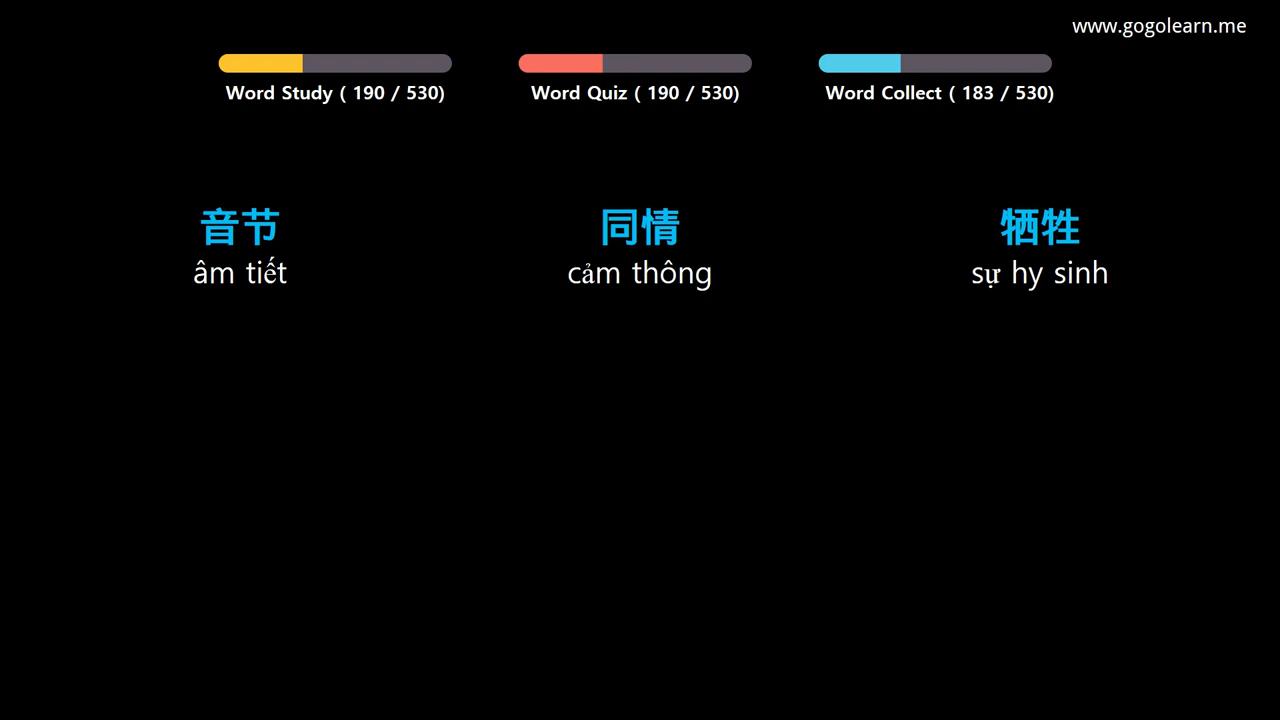 www.gogolearn.me
Word Study ( 190 / 530)
Word Quiz ( 190 / 530)
Word Collect ( 183 / 530)
音节
同情
牺牲
âm tiết
cảm thông
sự hy sinh